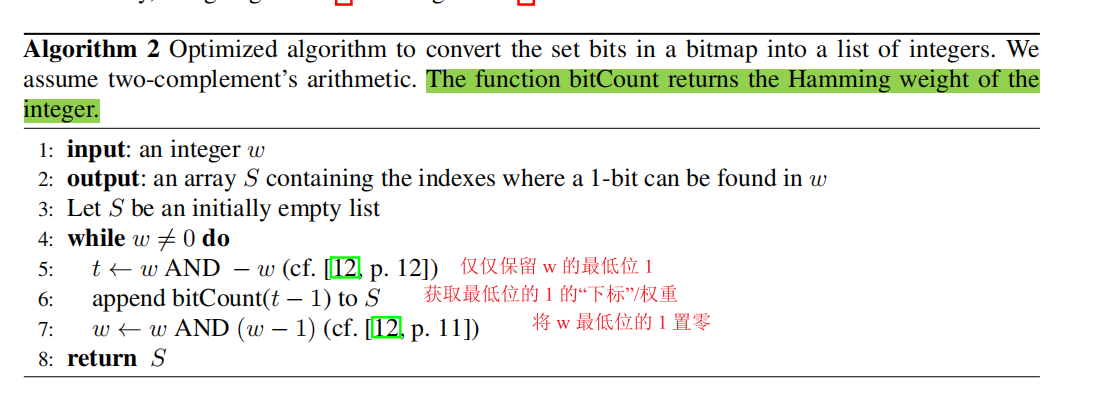 Algorithm 2 Optimized algorithm to convert the set bits in a bitmap into a list of integers. We
assume two-complement's arithmetic. The function bitCount returns the Hamming weight of the
integer.
1: input: an integer w
2: output: an array S containing the indexes where a 1-bit can be found in w
3: Let S be an initially empty list
4: while w ≠ 0 do
5: t ← w AND − w (cf. [12, p. 12]) 仅仅保留 w 的最低位 1
6: append bitCount(t − 1) to S 获取最低位的 1 的“下标”/权重
7: w ← w AND (w − 1) (cf. [12, p. 11]) 将 w 最低位的 1 置零
8: return S